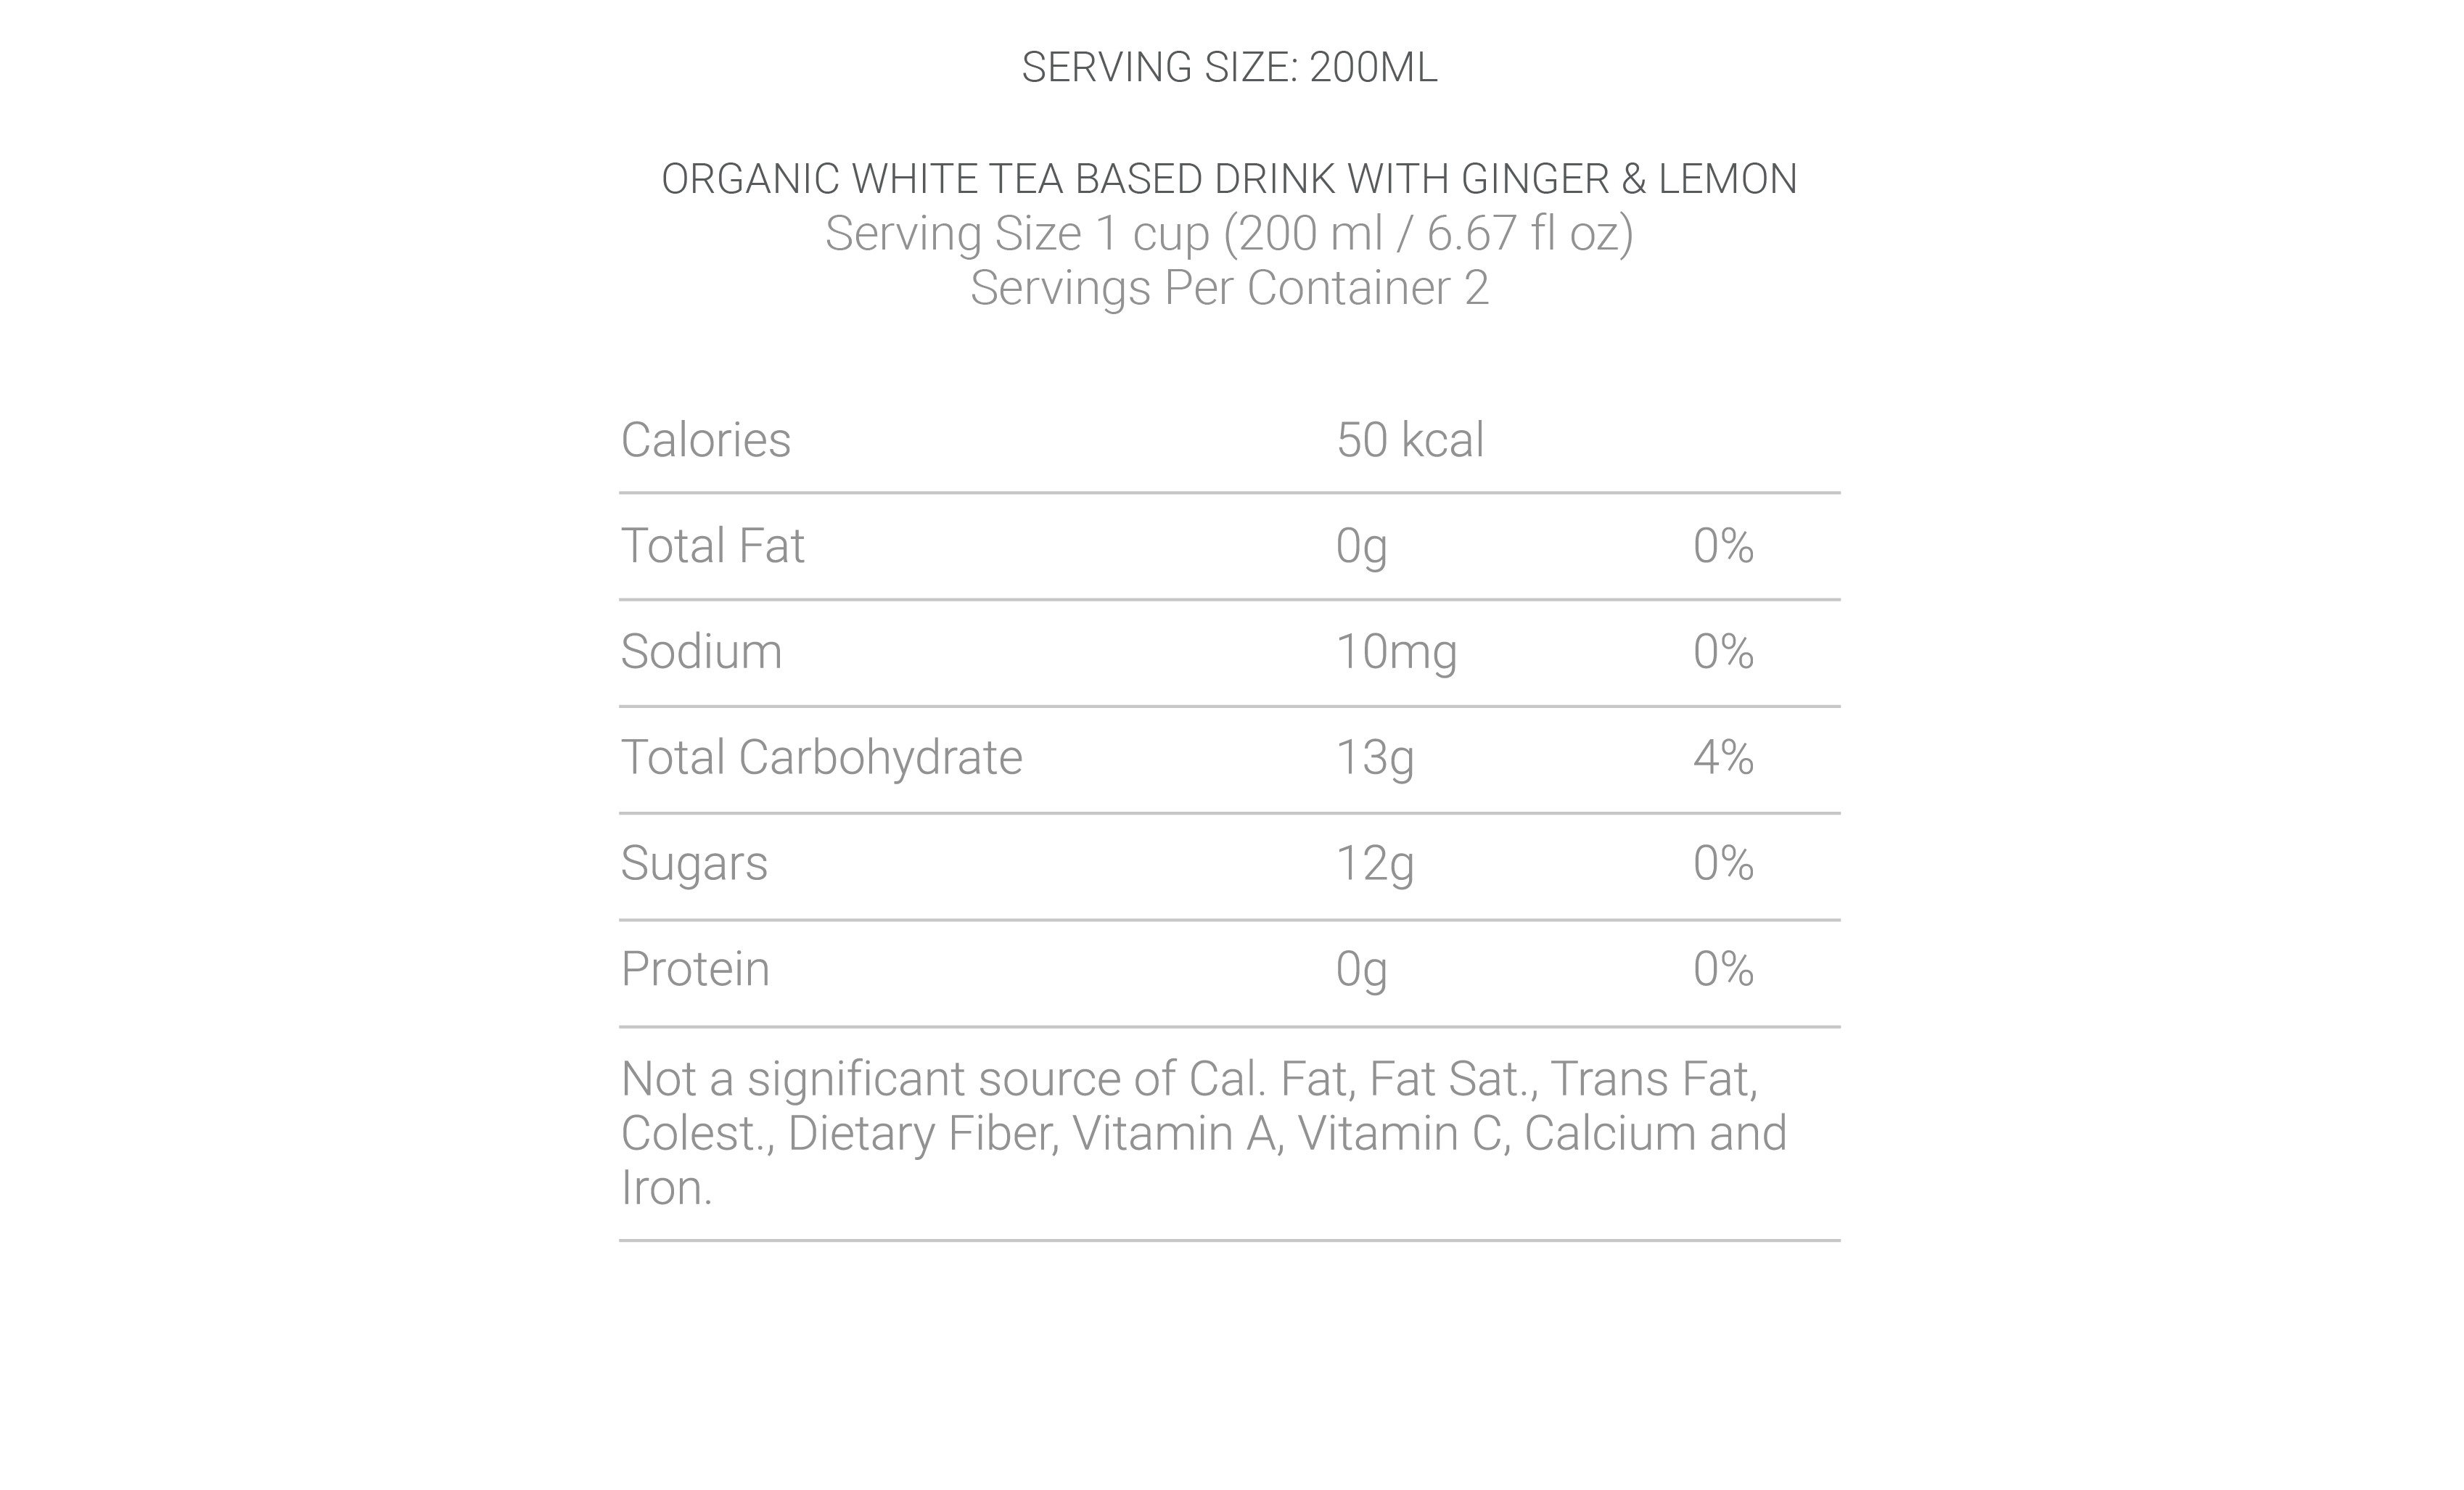 SERVING SIZE: 200ML
ORGANIC WHITE TEA BASED DRINK WITH GINGER & LEMON
Serving Size 1 cup (200 ml / 6.67 fl oz)
Servings Per Container 2
Calories 50 kcal
Total Fat 0g 0%
Sodium 10mg 0%
Total Carbohydrate 13g 4%
Sugars 12g 0%
Protein 0g 0%
Not a significant source of Cal. Fat, Fat Sat., Trans Fat,
Colest., Dietary Fiber, Vitamin A,Vitamin C, Calcium and
Iron.